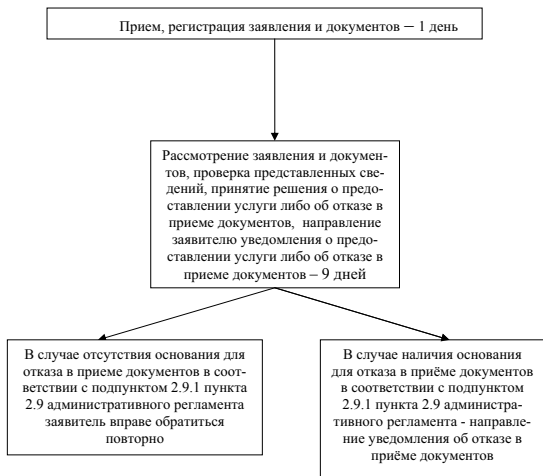 Прием, регистрация заявления и документов – 1 день
Рассмотрение заявления и докумен-
тов, проверка представленных све-
дений, принятие решения о предо-
ставлении услуги либо об отказе в
приеме документов, направление
заявителю уведомления о предо-
ставлении услуги либо об отказе в
приеме документов – 9 дней
В случае отсутствия основания для
отказа в приеме документов в соот-
ветствии с подпунктом 2.9.1 пункта
2.9 административного регламента
заявитель вправе обратиться
повторно
В случае наличия основания
для отказа в приёме документов
в соответствии с подпунктом
2.9.1 пункта 2.9 администра-
тивного регламента - направле-
ние уведомления об отказе в
приёме документов